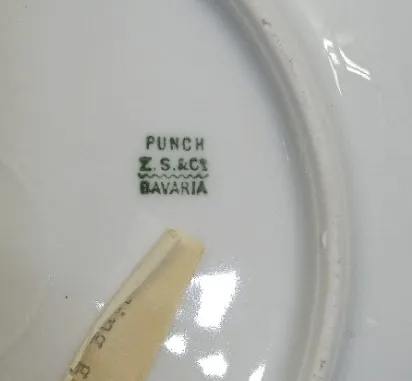 PUNCH
Z. S. & Co
BAVARIA